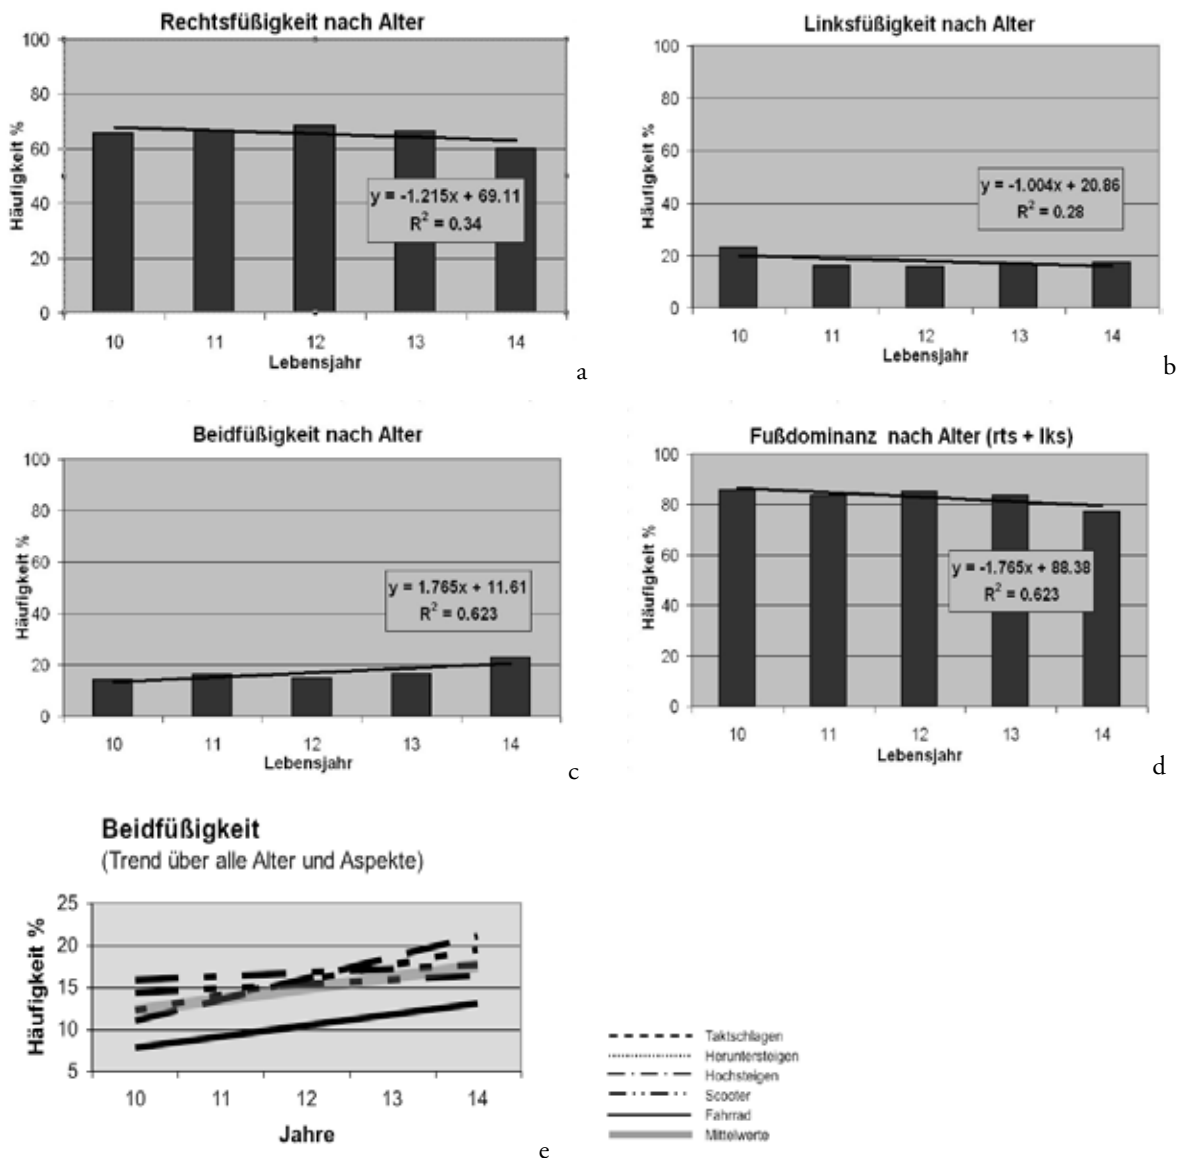 Rechtsfüßigkeit nach Alter
Häufigkeit %
100
80
60
40
20
0
y = -1.215x + 69.11
R² = 0.34
10 11 12 13 14
Lebensjahr
a
Linksfüßigkeit nach Alter
Häufigkeit %
100
80
60
40
20
0
y = -1.004x + 20.86
R² = 0.28
10 11 12 13 14
Lebensjahr
b
Beidfüßigkeit nach Alter
Häufigkeit %
100
80
60
40
20
0
y = 1.765x + 11.61
R² = 0.623
10 11 12 13 14
Lebensjahr
c
Fußdominanz nach Alter (rts + lks)
Häufigkeit %
100
80
60
40
20
0
y = -1.765x + 88.38
R² = 0.623
10 11 12 13 14
Lebensjahr
d
Beidfüßigkeit
(Trend über alle Alter und Aspekte)
Häufigkeit %
25
20
15
10
5
10 11 12 13 14
Jahre
e
Taktschlagen
Heruntersteigen
Hochsteigen
Scooter
Fahrrad
Mittelwerte